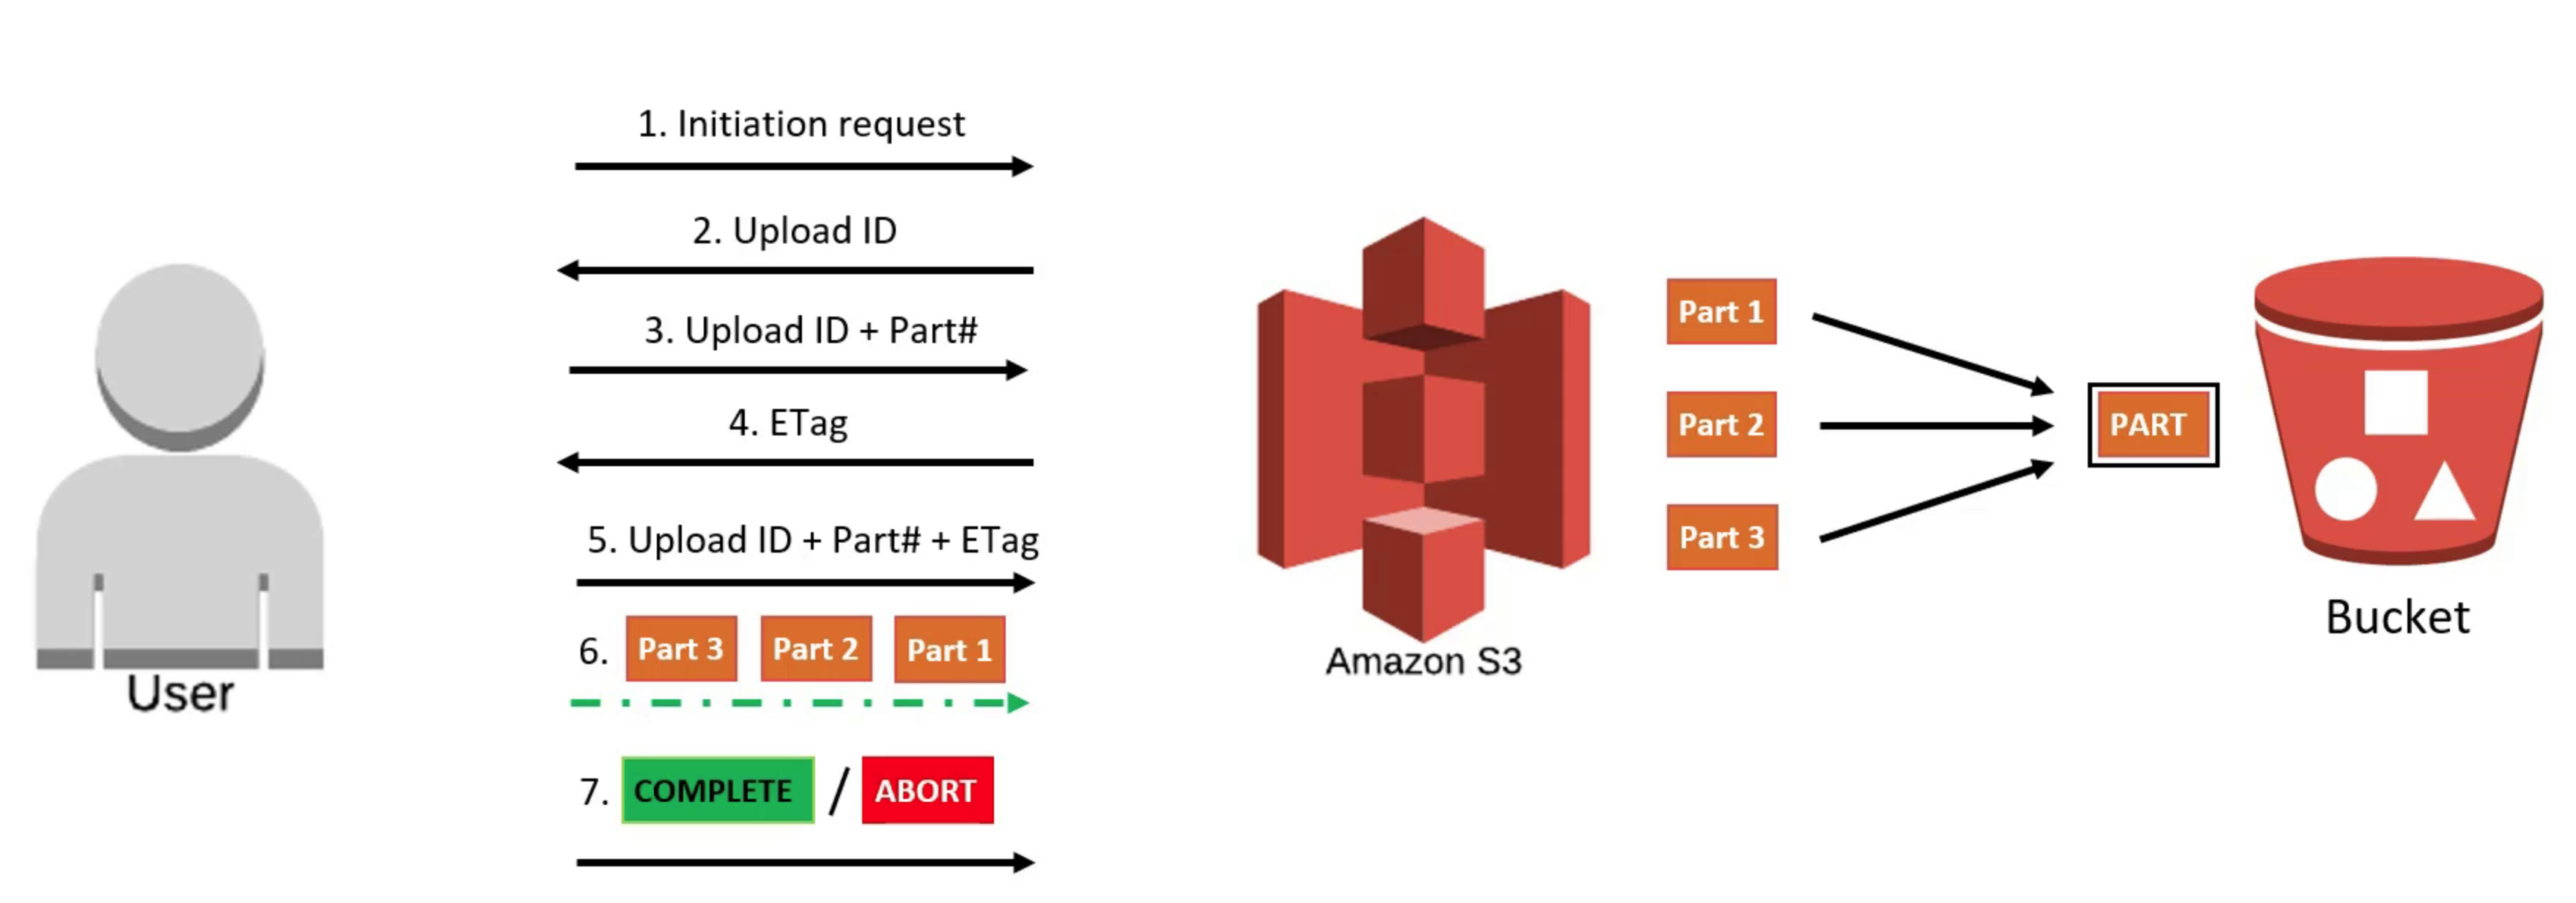 1. Initiation request
2. Upload ID
3. Upload ID + Part#
4. ETag
5. Upload ID + Part# + ETag
6. Part 3 Part 2 Part 1
7. COMPLETE / ABORT
User
Amazon S3
Part 1
Part 2
Part 3
PART
Bucket